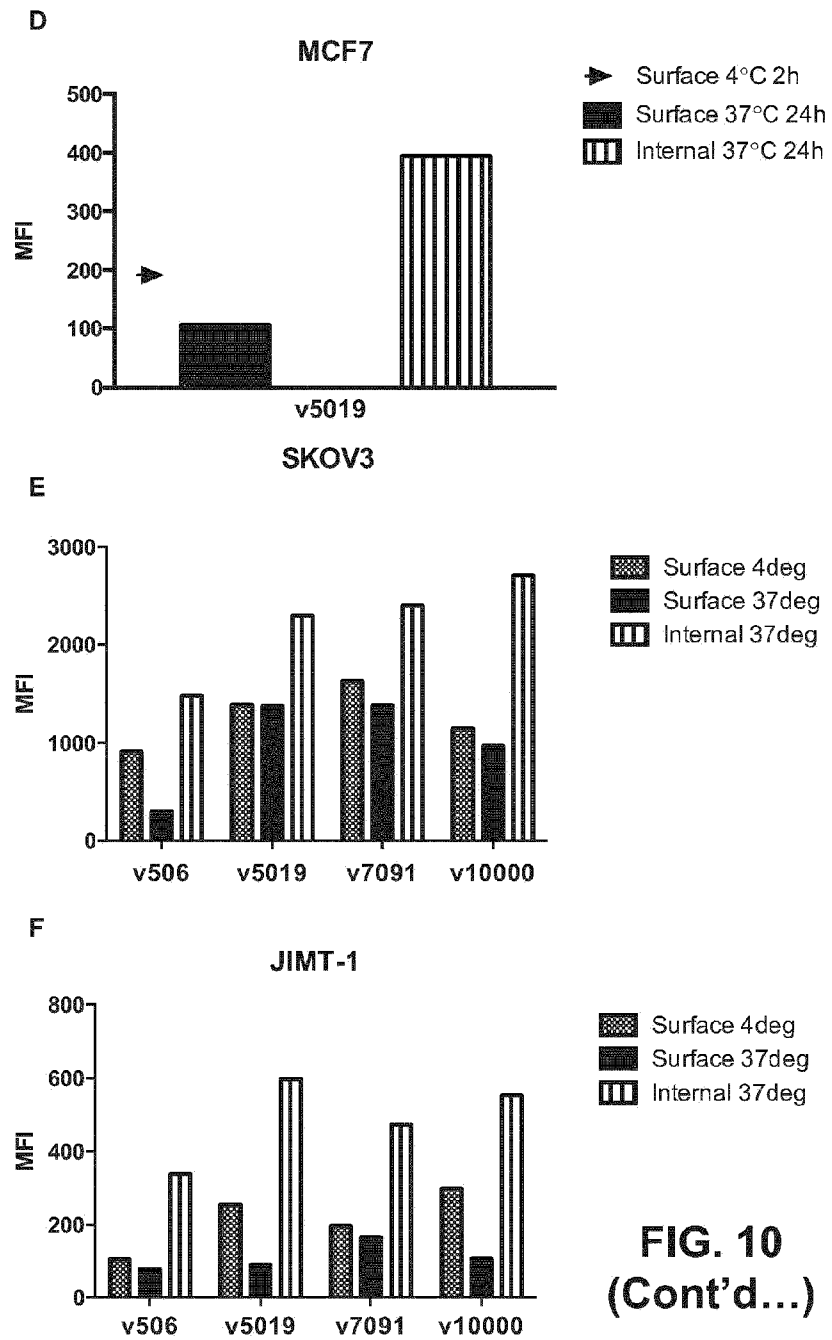 D
MCF7
Surface 4°C 2h
Surface 37°C 24h
Internal 37°C 24h
500
400
300
200
100
0
MFI
v5019
SKOV3
E
3000
2000
1000
0
MFI
Surface 4deg
Surface 37deg
Internal 37deg
v506 v5019 v7091 v10000
F
JIMT-1
800
600
400
200
0
MFI
Surface 4deg
Surface 37deg
Internal 37deg
v506 v5019 v7091 v10000
FIG. 10
(Cont'd...)